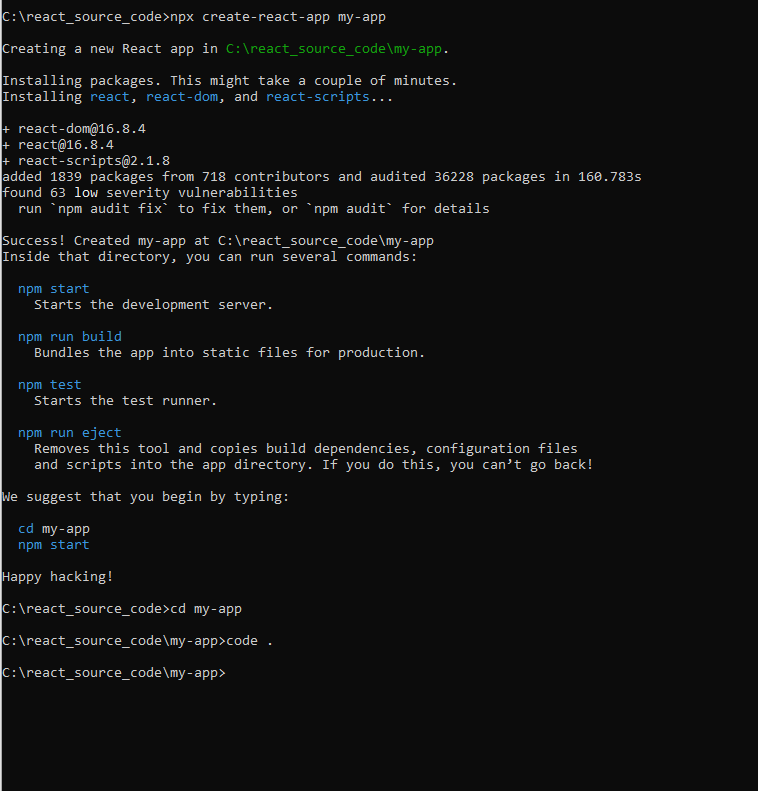 C:\react_source_code>npx create-react-app my-app
Creating a new React app in C:\react_source_code\my-app.
Installing packages. This might take a couple of minutes.
Installing react, react-dom, and react-scripts...
+ react-dom@16.8.4
+ react@16.8.4
+ react-scripts@2.1.8
added 1839 packages from 718 contributors and audited 36228 packages in 160.783s
found 63 low severity vulnerabilities
  run `npm audit fix` to fix them, or `npm audit` for details
Success! Created my-app at C:\react_source_code\my-app
Inside that directory, you can run several commands:
  npm start
    Starts the development server.
  npm run build
    Bundles the app into static files for production.
  npm test
    Starts the test runner.
  npm run eject
    Removes this tool and copies build dependencies, configuration files
    and scripts into the app directory. If you do this, you can’t go back!
We suggest that you begin by typing:
  cd my-app
  npm start
Happy hacking!
C:\react_source_code>cd my-app
C:\react_source_code\my-app>code .
C:\react_source_code\my-app>